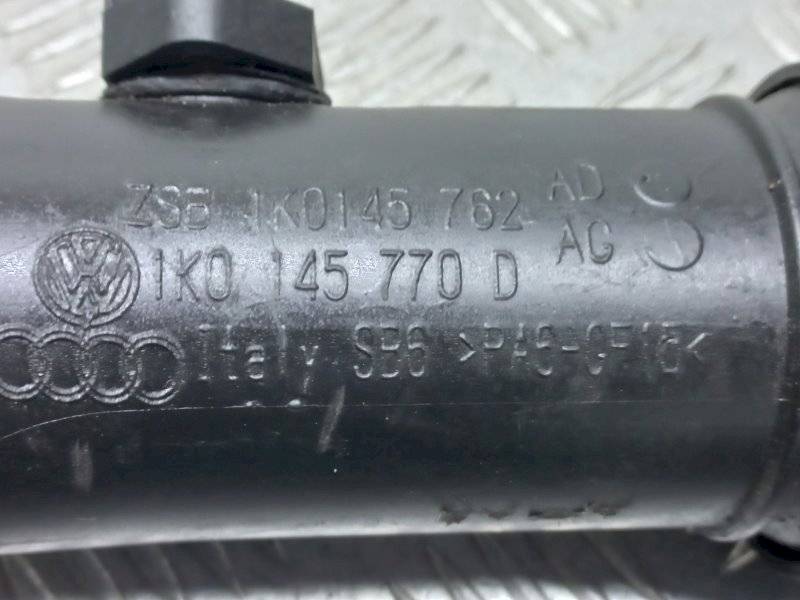 ZSB 1K0145 762 AD
AG
1K0 145 770 D
Italy SB6 >PA6-GF15<